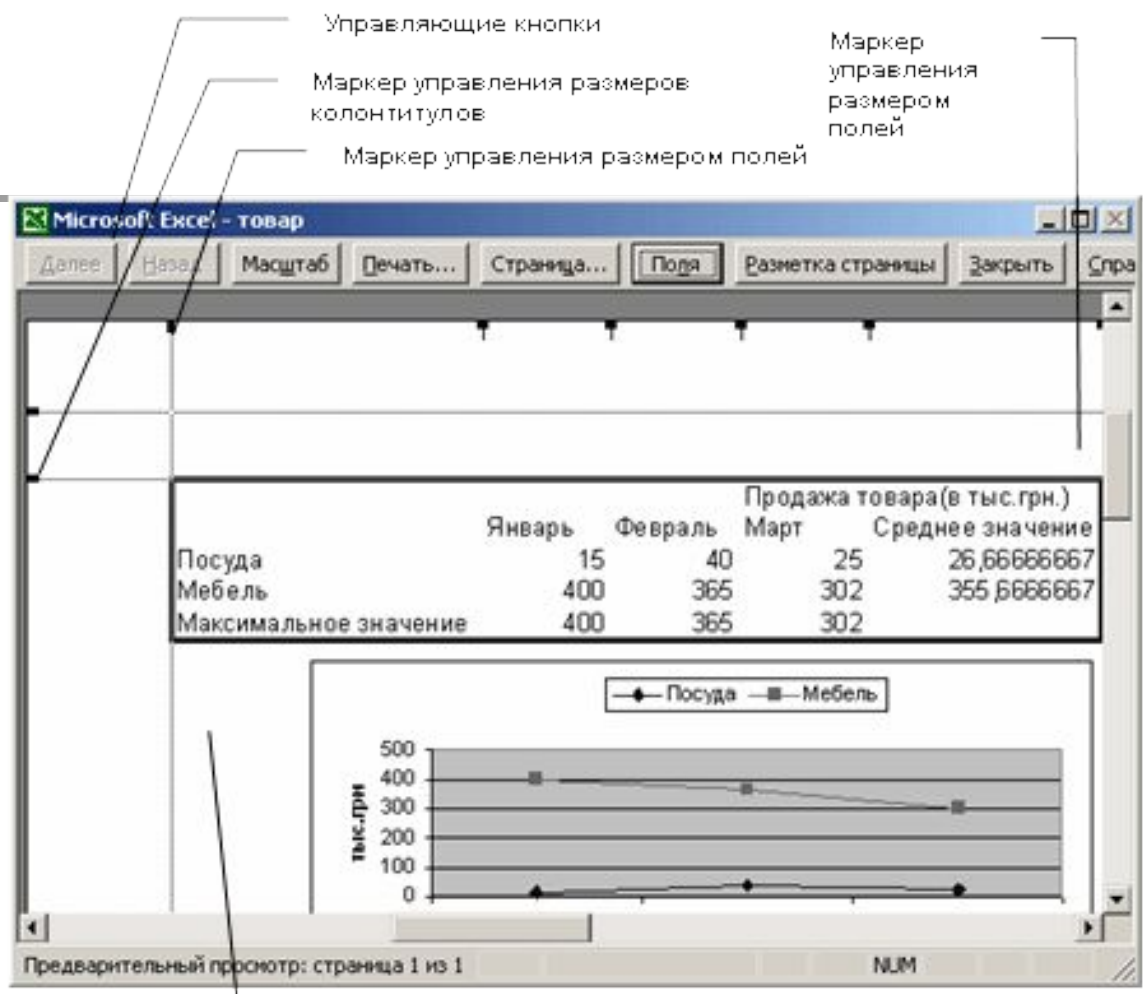 Управляющие кнопки
Маркер управления размеров
колонтитулов
Маркер управления размером полей
Маркер
управления
размером
полей
Microsoft Excel - товар
Далее Назад Масштаб Печать... Страница... Поля Разметка страницы Закрыть Спра
Продажа товара(в тыс.грн.)
Январь Февраль Март Среднее значение
Посуда 15 40 25 26,66666667
Мебель 400 365 302 355,6666667
Максимальное значение 400 365 302
Посуда Мебель
500
400
300
200
100
0
тыс.грн
Предварительный просмотр: страница 1 из 1 NUM